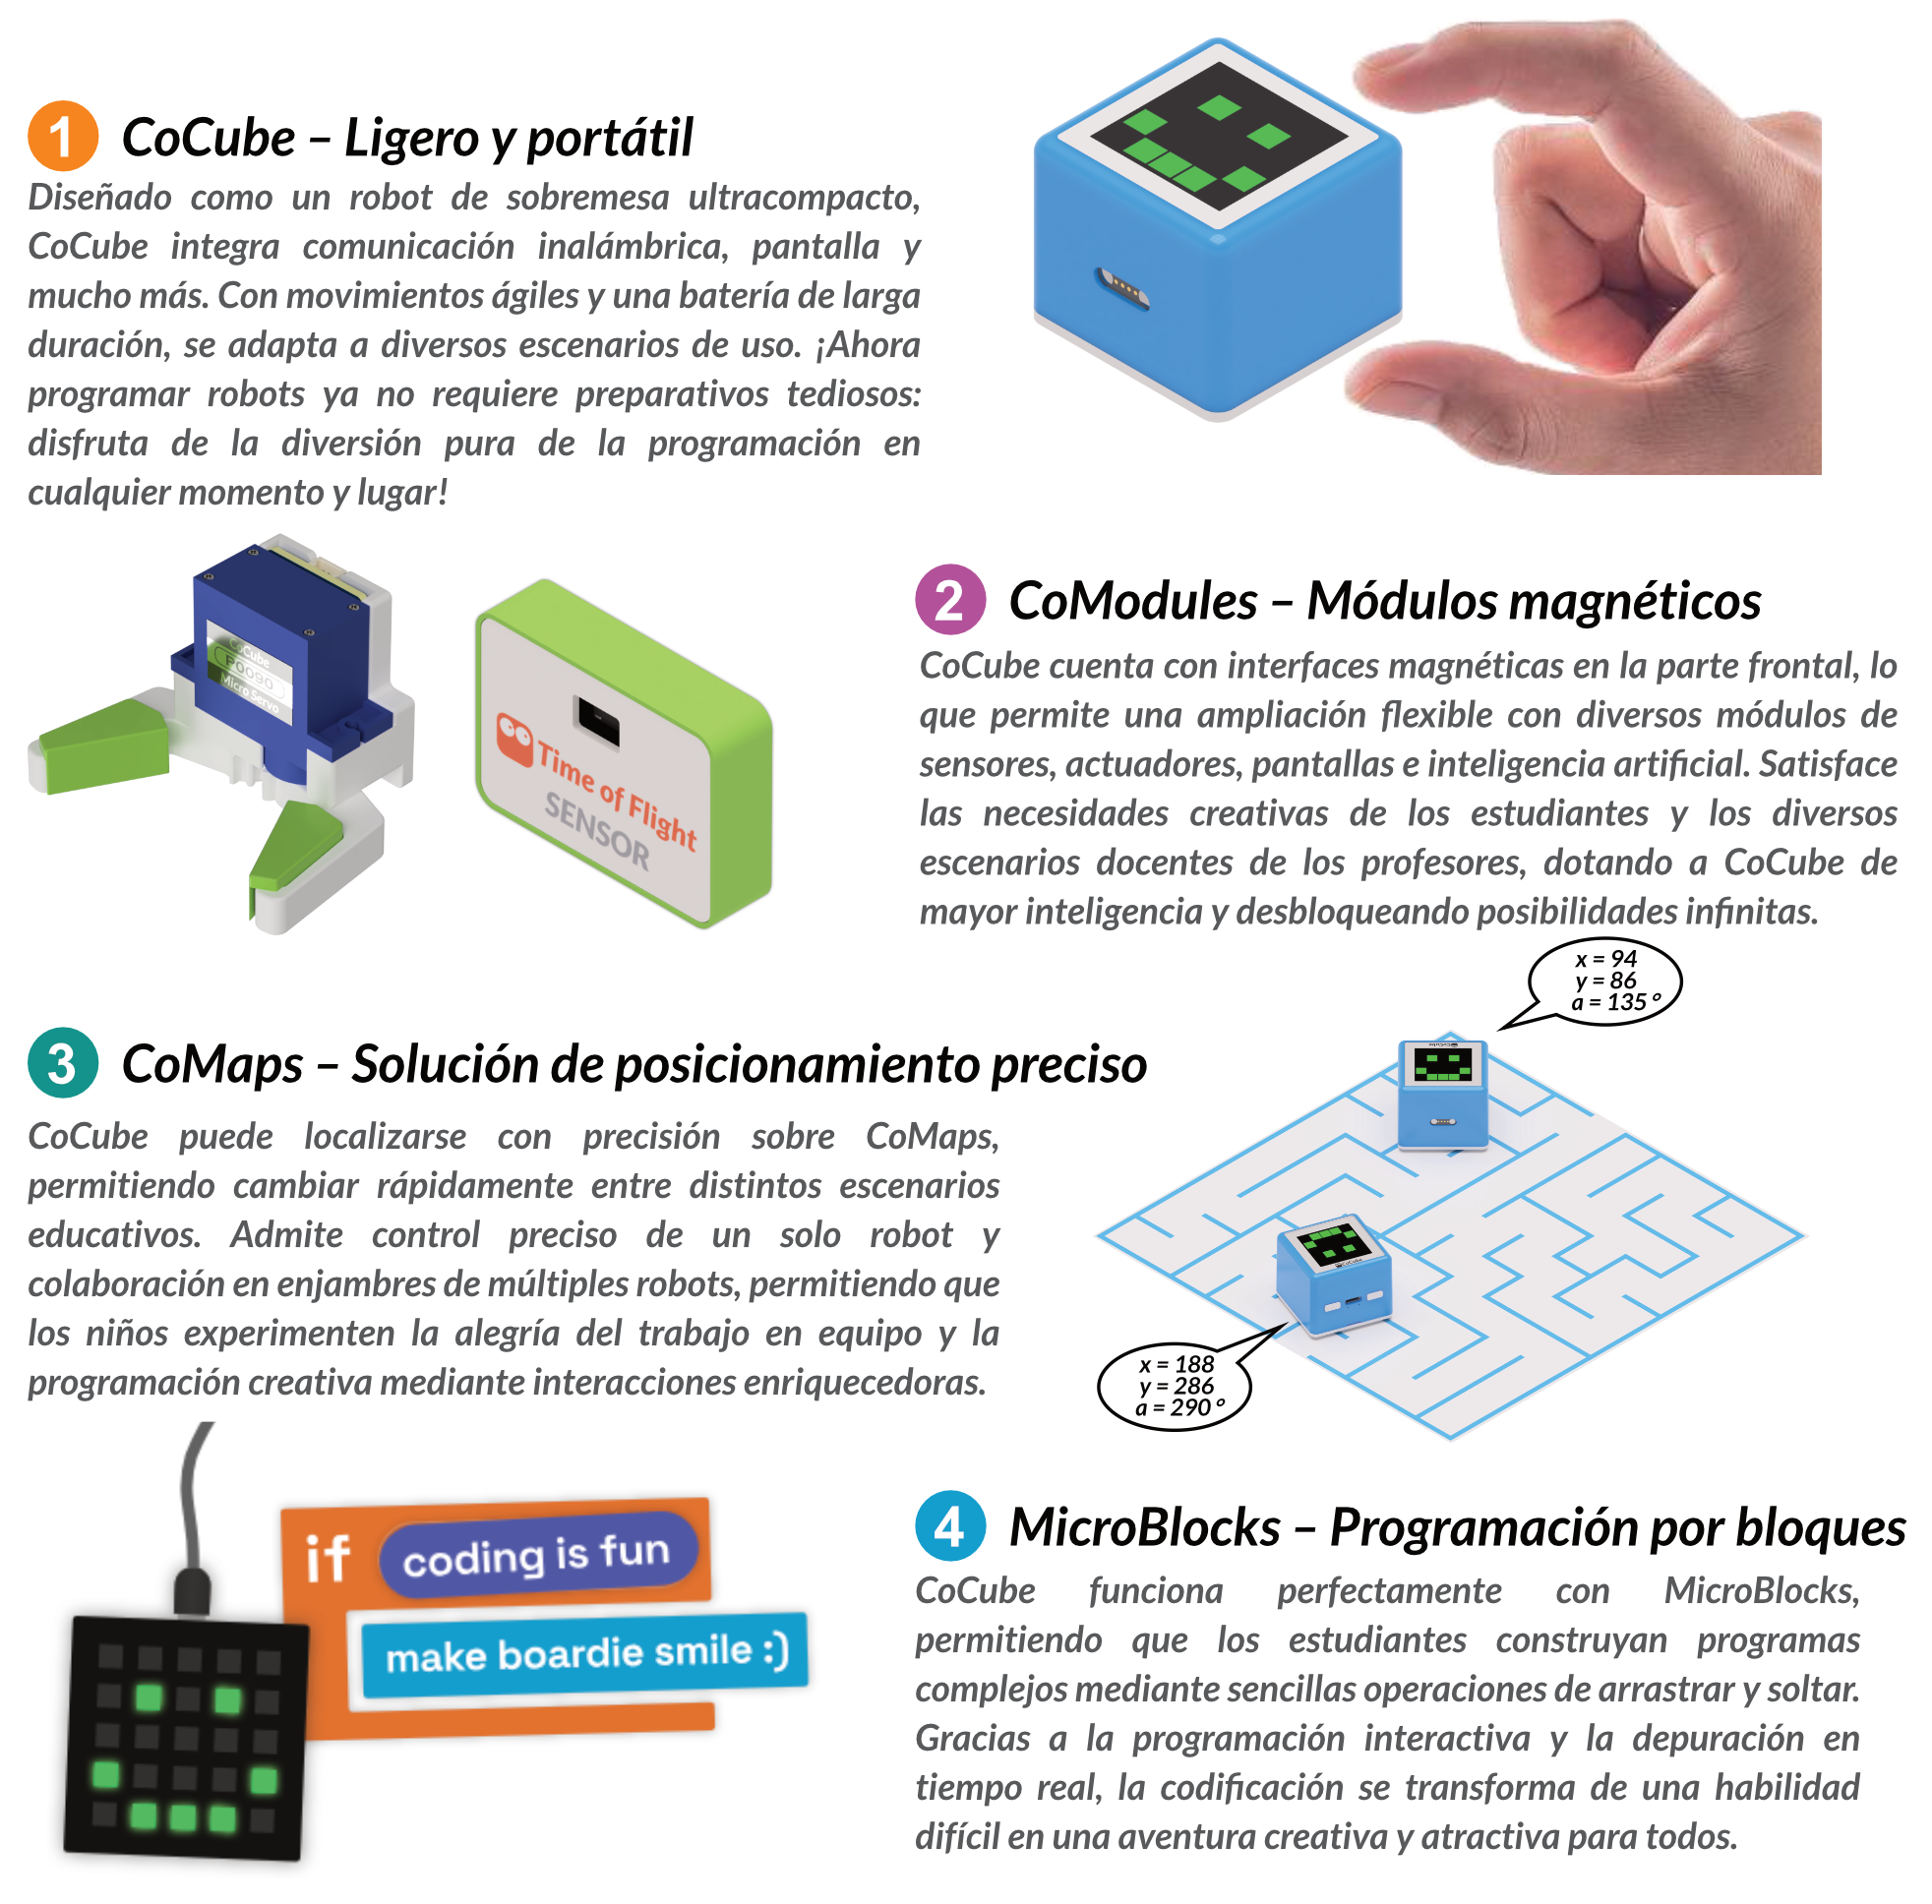 1 CoCube – Ligero y portátil
Diseñado como un robot de sobremesa ultracompacto,
CoCube integra comunicación inalámbrica, pantalla y
mucho más. Con movimientos ágiles y una batería de larga
duración, se adapta a diversos escenarios de uso. ¡Ahora
programar robots ya no requiere preparativos tediosos:
disfruta de la diversión pura de la programación en
cualquier momento y lugar!
CoCube
P0090
Micro Servo
Time of Flight
SENSOR
2 CoModules – Módulos magnéticos
CoCube cuenta con interfaces magnéticas en la parte frontal, lo
que permite una ampliación flexible con diversos módulos de
sensores, actuadores, pantallas e inteligencia artificial. Satisface
las necesidades creativas de los estudiantes y los diversos
escenarios docentes de los profesores, dotando a CoCube de
mayor inteligencia y desbloqueando posibilidades infinitas.
3 CoMaps – Solución de posicionamiento preciso
CoCube puede localizarse con precisión sobre CoMaps,
permitiendo cambiar rápidamente entre distintos escenarios
educativos. Admite control preciso de un solo robot y
colaboración en enjambres de múltiples robots, permitiendo que
los niños experimenten la alegría del trabajo en equipo y la
programación creativa mediante interacciones enriquecedoras.
x = 94
y = 86
a = 135°
CoCube
CoCube
x = 188
y = 286
a = 290°
if coding is fun
make boardie smile :)
4 MicroBlocks – Programación por bloques
CoCube funciona perfectamente con MicroBlocks,
permitiendo que los estudiantes construyan programas
complejos mediante sencillas operaciones de arrastrar y soltar.
Gracias a la programación interactiva y la depuración en
tiempo real, la codificación se transforma de una habilidad
difícil en una aventura creativa y atractiva para todos.